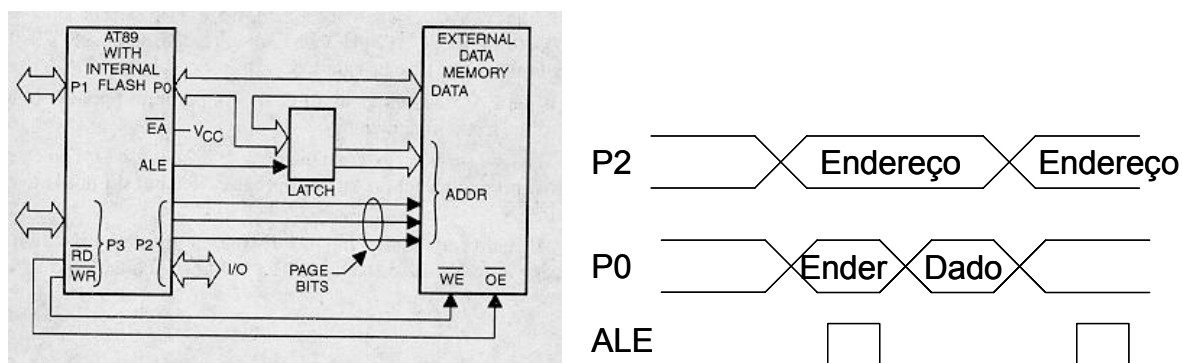 AT89
WITH
INTERNAL
FLASH
P1
P0
EA
VCC
ALE
LATCH
EXTERNAL
DATA
MEMORY
DATA
ADDR
P3
P2
RD
WR
I/O
PAGE
BITS
WE
OE
P2
Endereço
Endereço
P0
Ender
Dado
ALE